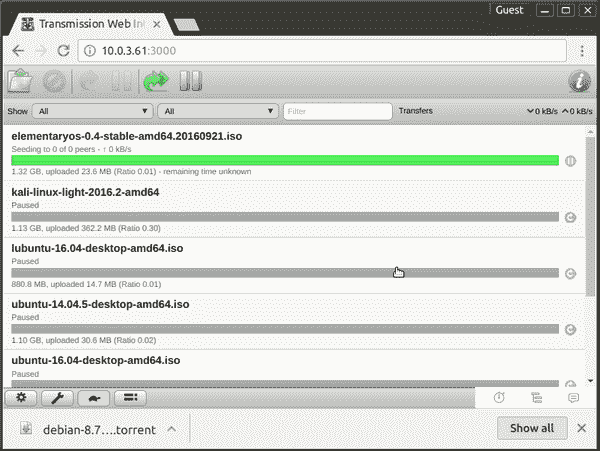 Guest
Transmission Web In
10.0.3.61:3000
Show All All Filter Transfers 0 kB/s 0 kB/s
elementaryos-0.4-stable-amd64.20160921.iso
Seeding to 0 of 0 peers - ↑ 0 kB/s
1.32 GB, uploaded 23.6 MB (Ratio 0.01) - remaining time unknown
kali-linux-light-2016.2-amd64
Paused
1.13 GB, uploaded 362.2 MB (Ratio 0.30)
lubuntu-16.04-desktop-amd64.iso
Paused
880.8 MB, uploaded 14.7 MB (Ratio 0.01)
ubuntu-14.04.5-desktop-amd64.iso
Paused
1.10 GB, uploaded 30.6 MB (Ratio 0.02)
ubuntu-16.04-desktop-amd64.iso
Paused
debian-8.7....torrent
Show all